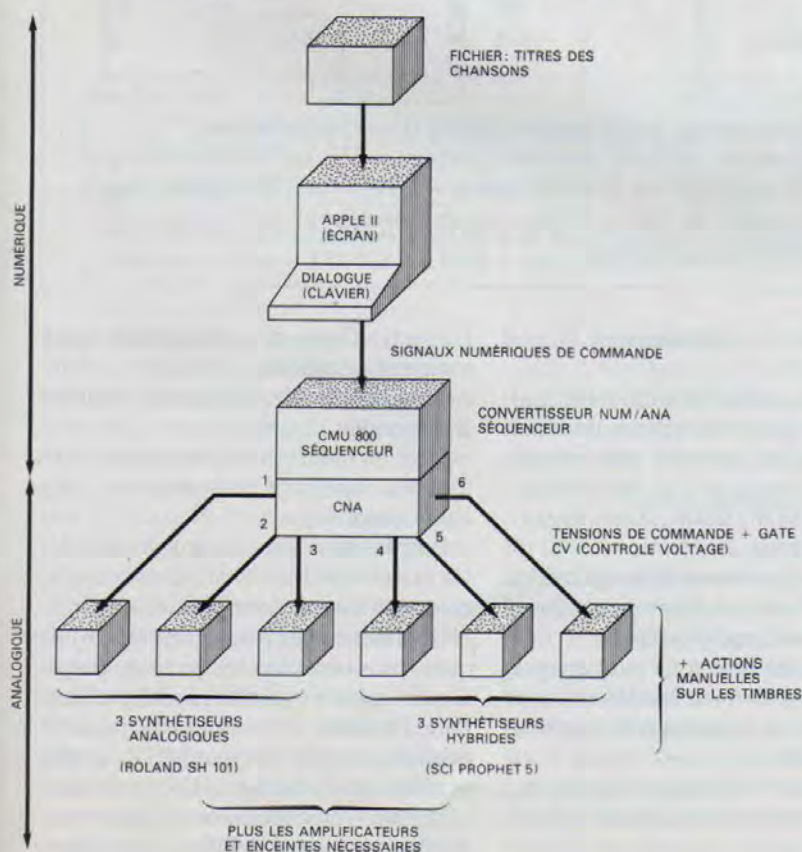 FICHIER : TITRES DES
CHANSONS
APPLE II
(ÉCRAN)
DIALOGUE
(CLAVIER)
NUMÉRIQUE
SIGNAUX NUMÉRIQUES DE COMMANDE
CONVERTISSEUR NUM/ANA
SÉQUENCEUR
CMU 800
SÉQUENCEUR
CNA
1
2
3
4
5
6
TENSIONS DE COMMANDE + GATE
CV (CONTROLE VOLTAGE)
ANALOGIQUE
+ ACTIONS
MANUELLES
SUR LES TIMBRES
3 SYNTHÉTISEURS
ANALOGIQUES
(ROLAND SH 101)
3 SYNTHÉTISEURS
HYBRIDES
(SCI PROPHET 5)
PLUS LES AMPLIFICATEURS
ET ENCEINTES NÉCESSAIRES